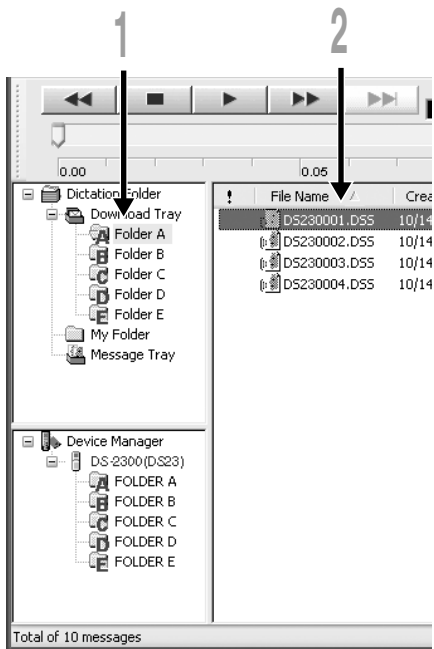 1
2
0.00
0.05
Dictation Folder
Download Tray
Folder A
Folder B
Folder C
Folder D
Folder E
My Folder
Message Tray
! File Name Crea
DS230001.DSS 10/14
DS230002.DSS 10/14
DS230003.DSS 10/14
DS230004.DSS 10/14
Device Manager
DS-2300(DS23)
FOLDER A
FOLDER B
FOLDER C
FOLDER D
FOLDER E
Total of 10 messages